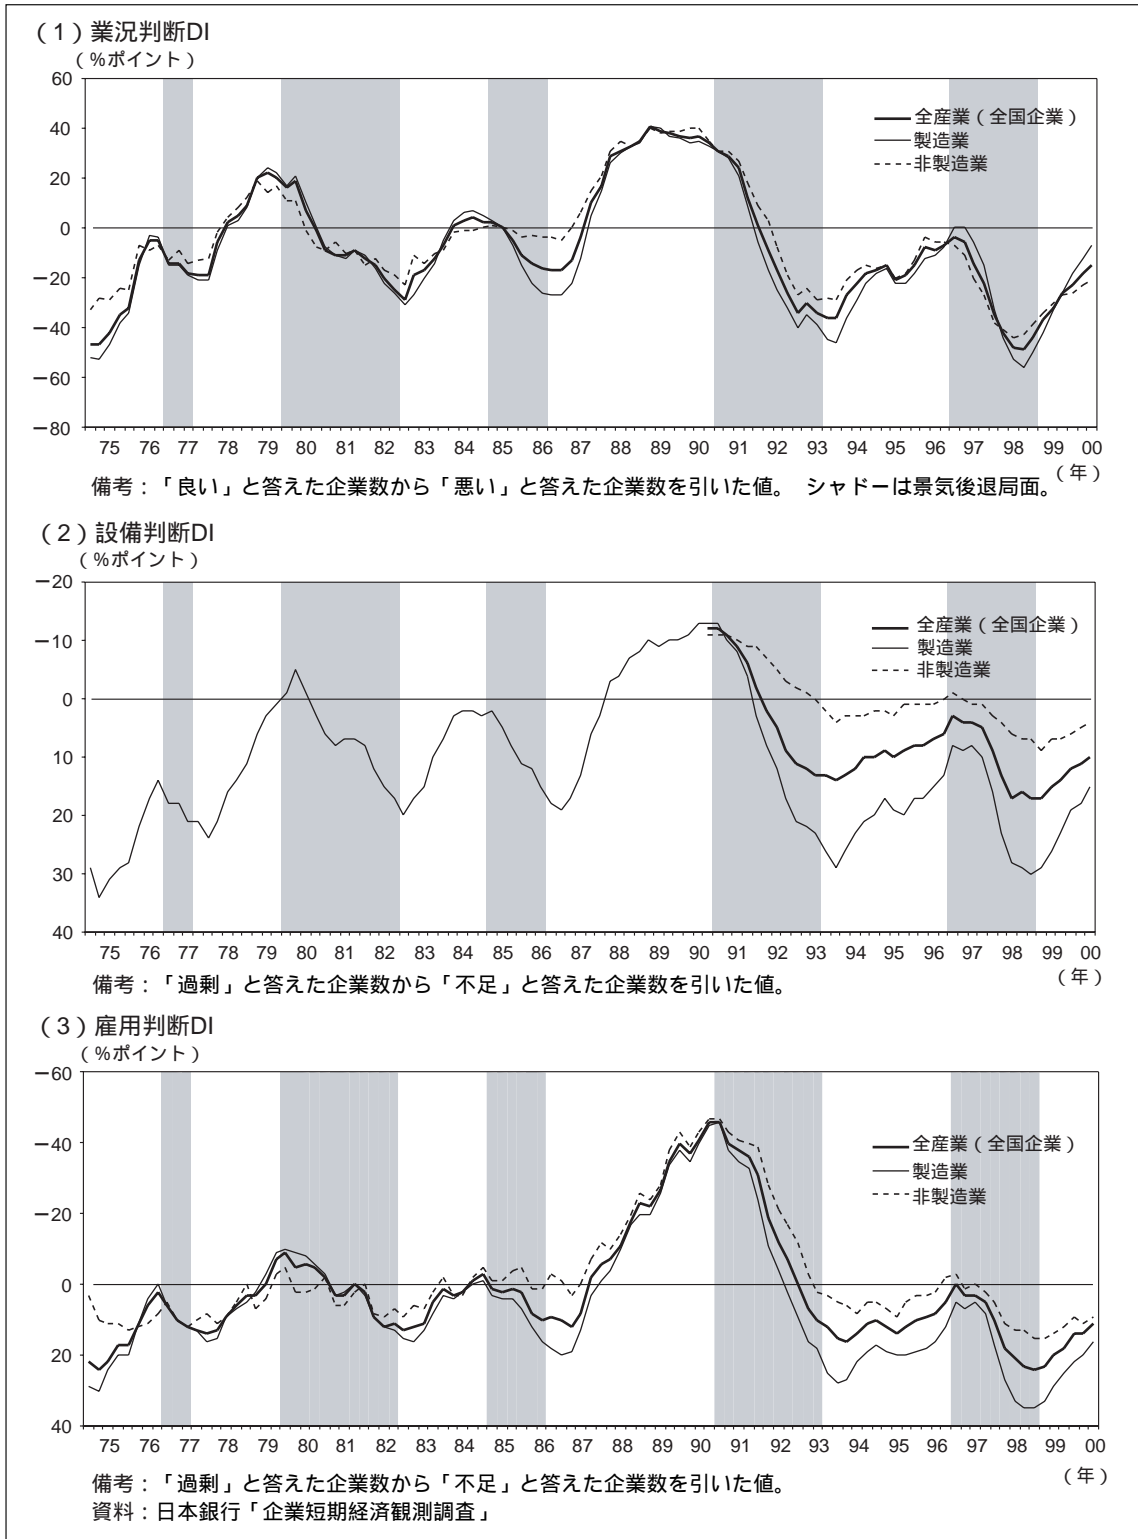 （1）業況判断DI
（％ポイント）
60
40
20
0
－20
－40
－60
－80
全産業（全国企業）
製造業
非製造業
75 76 77 78 79 80 81 82 83 84 85 86 87 88 89 90 91 92 93 94 95 96 97 98 99 00
（年）
備考：「良い」と答えた企業数から「悪い」と答えた企業数を引いた値。 シャドーは景気後退局面。
（2）設備判断DI
（％ポイント）
－20
－10
0
10
20
30
40
全産業（全国企業）
製造業
非製造業
75 76 77 78 79 80 81 82 83 84 85 86 87 88 89 90 91 92 93 94 95 96 97 98 99 00
（年）
備考：「過剰」と答えた企業数から「不足」と答えた企業数を引いた値。
（3）雇用判断DI
（％ポイント）
－60
－40
－20
0
20
40
全産業（全国企業）
製造業
非製造業
75 76 77 78 79 80 81 82 83 84 85 86 87 88 89 90 91 92 93 94 95 96 97 98 99 00
（年）
備考：「過剰」と答えた企業数から「不足」と答えた企業数を引いた値。
資料：日本銀行「企業短期経済観測調査」